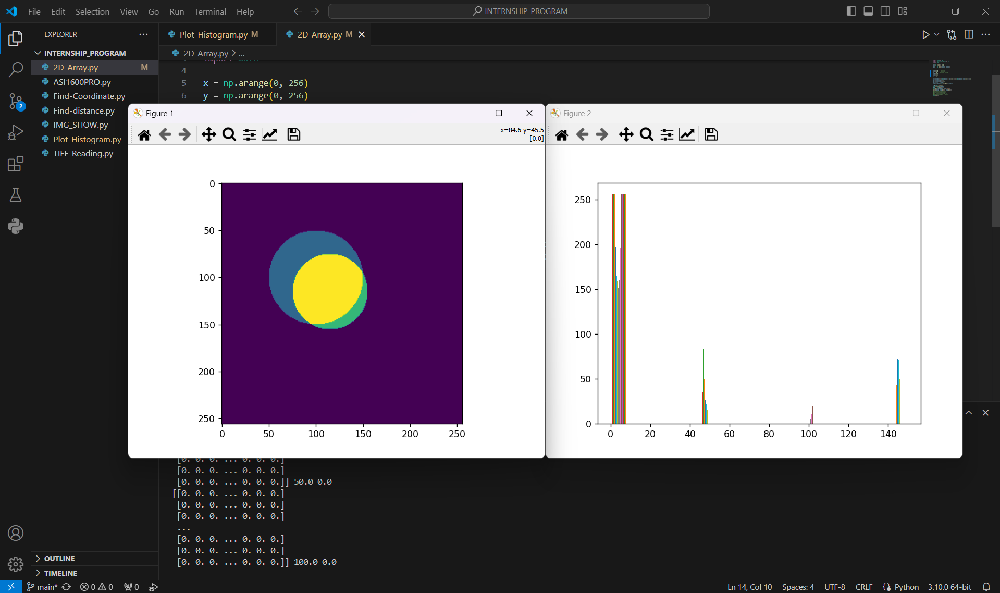 File Edit Selection View Go Run Terminal Help
INTERNSHIP_PROGRAM
EXPLORER
Plot-Histogram.py M
2D-Array.py M
INTERNSHIP_PROGRAM
2D-Array.py M
ASI1600PRO.py
Find-Coordinate.py
Find-distance.py
IMG_SHOW.py
Plot-Histogram.py
TIFF_Reading.py
2
OUTLINE
TIMELINE
2D-Array.py > ...
3 import math
4
5 x = np.arange(0, 256)
6 y = np.arange(0, 256)
Figure 1
x=84.6 y=45.5
[0.0]
0
50
100
150
200
250
0 50 100 150 200 250
Figure 2
250
200
150
100
50
0
0 20 40 60 80 100 120 140
[0. 0. 0. ... 0. 0. 0.]
[0. 0. 0. ... 0. 0. 0.]
[0. 0. 0. ... 0. 0. 0.]] 50.0 0.0
[[0. 0. 0. ... 0. 0. 0.]
[0. 0. 0. ... 0. 0. 0.]
[0. 0. 0. ... 0. 0. 0.]
...
[0. 0. 0. ... 0. 0. 0.]
[0. 0. 0. ... 0. 0. 0.]
[0. 0. 0. ... 0. 0. 0.]] 100.0 0.0
main* 0 0 0 Ln 14, Col 10 Spaces: 4 UTF-8 CRLF Python 3.10.0 64-bit